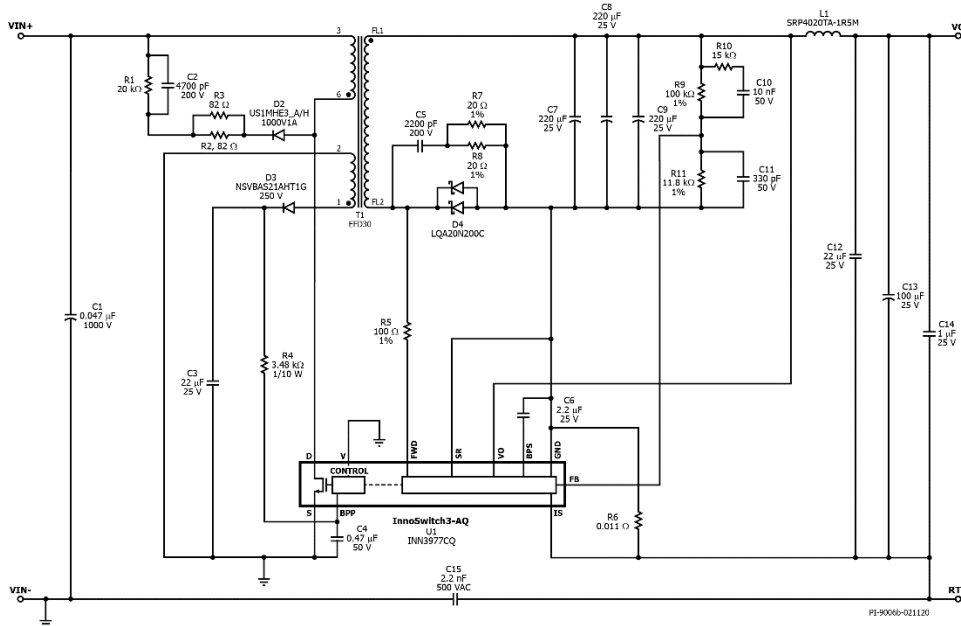 VIN+
R1
20 kΩ
C2
4700 pF
200 V
R3
82 Ω
R2, 82 Ω
D2
US1MHE3_A/H
1000V1A
3
6
2
1
FL1
FL2
T1
EFD30
D3
NSVBAS21AHT1G
250 V
C5
2200 pF
200 V
R7
20 Ω
1%
R8
20 Ω
1%
D4
LQA20N200C
C7
220 µF
25 V
C8
220 µF
25 V
C9
220 µF
25 V
R9
100 kΩ
1%
R10
15 kΩ
C10
10 nF
50 V
R11
11.8 kΩ
1%
C11
330 pF
50 V
L1
SRP4020TA-1R5M
VO
C1
0.047 µF
1000 V
C3
22 µF
25 V
R4
3.48 kΩ
1/10 W
R5
100 Ω
1%
C6
2.2 µF
25 V
C12
22 µF
25 V
C13
100 µF
25 V
C14
1 µF
25 V
D
V
FWD
SR
VO
BPS
GND
CONTROL
FB
S
BPP
IS
InnoSwitch3-AQ
U1
INN3977CQ
C4
0.47 µF
50 V
R6
0.011 Ω
C15
2.2 nF
500 VAC
VIN-
RT
PI-9006b-021120